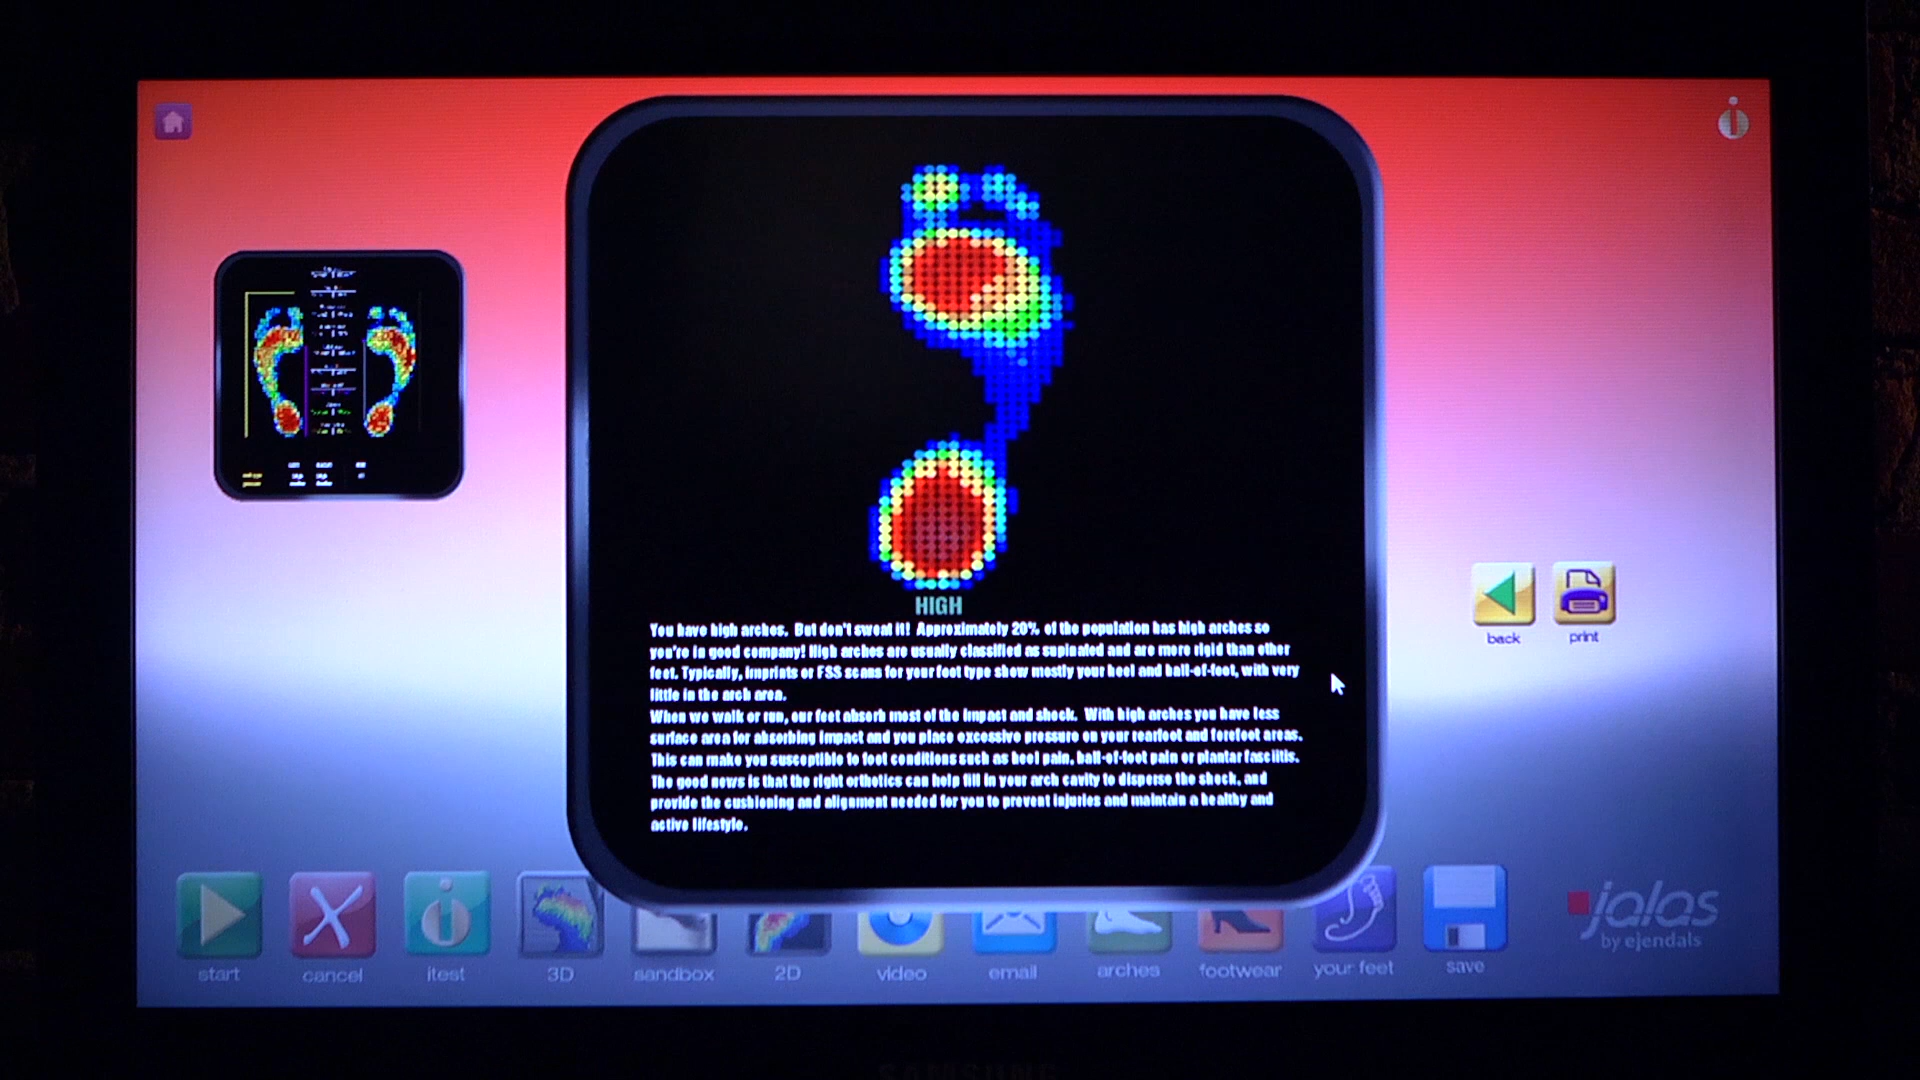 HIGH
You have high arches. But don't sweat it! Approximately 20% of the population has high arches so
you're in good company! High arches are usually classified as supinated and are more rigid than other
feet. Typically, imprints or FSS scans for your foot type show mostly your heel and ball-of-foot, with very
little in the arch area.
When we walk or run, our feet absorb most of the impact and shock. With high arches you have less
surface area for absorbing impact and you place excessive pressure on your rearfoot and forefoot areas.
This can make you susceptible to foot conditions such as heel pain, ball-of-foot pain or plantar fasciitis.
The good news is that the right orthotics can help fill in your arch cavity to disperse the shock, and
provide the cushioning and alignment needed for you to prevent injuries and maintain a healthy and
active lifestyle.
back print
start cancel itest 3D sandbox 2D video email arches footwear your feet save
jalas
by ejendals
SAMSUNG